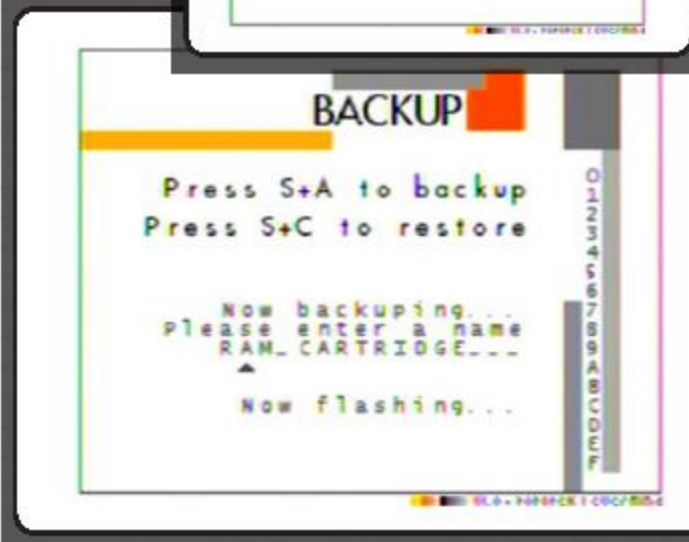 BACKUP
Press S+A to backup
Press S+C to restore
Now backuping...
Please enter a name
RAM_CARTRIDGE___
Now flashing...
0
1
2
3
4
5
6
7
8
9
A
B
C
D
E
F